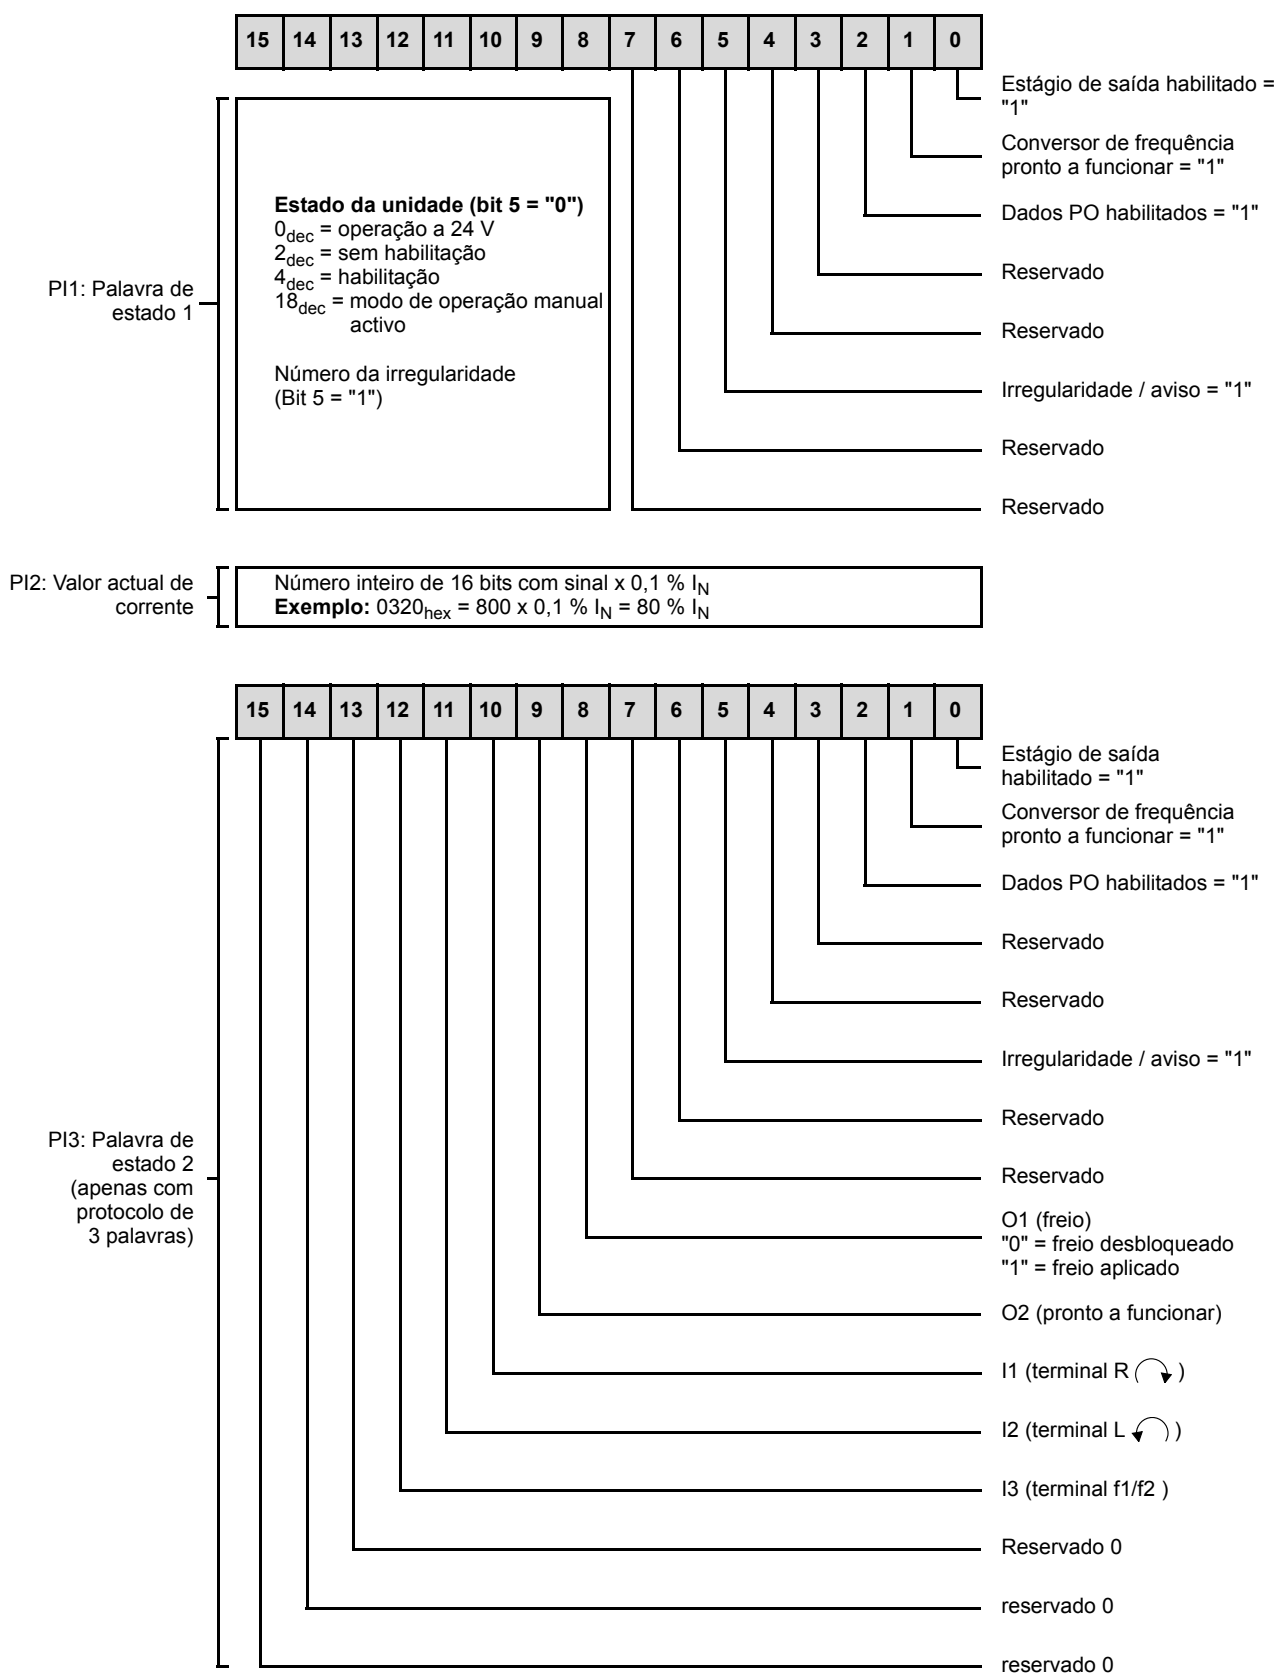 15 14 13 12 11 10 9 8 7 6 5 4 3 2 1 0
Estágio de saída habilitado =
"1"
Conversor de frequência
pronto a funcionar = "1"
Dados PO habilitados = "1"
Reservado
Reservado
Irregularidade / aviso = "1"
Reservado
Reservado
PI1: Palavra de
estado 1
Estado da unidade (bit 5 = "0")
0dec = operação a 24 V
2dec = sem habilitação
4dec = habilitação
18dec = modo de operação manual
activo
Número da irregularidade
(Bit 5 = "1")
PI2: Valor actual de
corrente
Número inteiro de 16 bits com sinal x 0,1 % IN
Exemplo: 0320hex = 800 x 0,1 % IN = 80 % IN
15 14 13 12 11 10 9 8 7 6 5 4 3 2 1 0
Estágio de saída
habilitado = "1"
Conversor de frequência
pronto a funcionar = "1"
Dados PO habilitados = "1"
Reservado
Reservado
Irregularidade / aviso = "1"
Reservado
Reservado
PI3: Palavra de
estado 2
(apenas com
protocolo de
3 palavras)
O1 (freio)
"0" = freio desbloqueado
"1" = freio aplicado
O2 (pronto a funcionar)
I1 (terminal R )
I2 (terminal L )
I3 (terminal f1/f2 )
Reservado 0
reservado 0
reservado 0